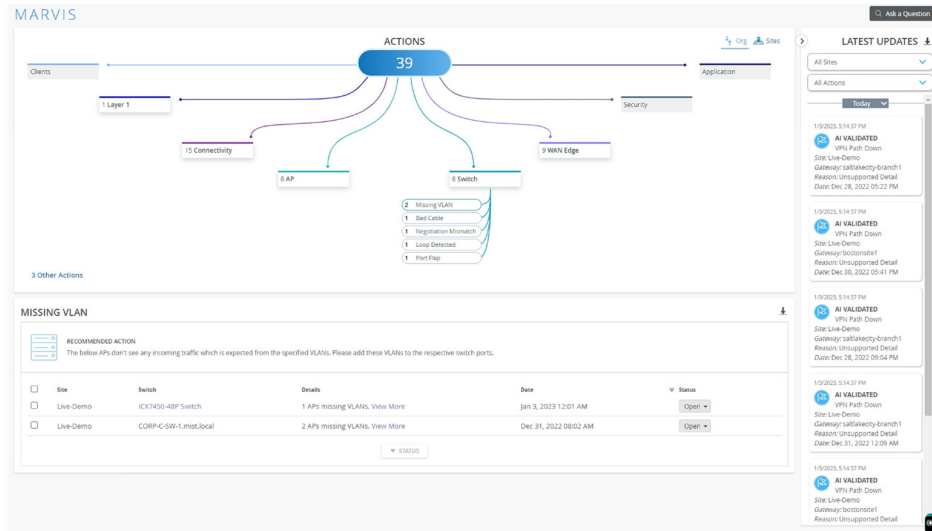 MARVIS
Ask a Question
ACTIONS
39
Org Sites
Clients
Application
1 Layer 1
Security
15 Connectivity
9 WAN Edge
8 AP
6 Switch
2 Missing VLAN
1 Bad Cable
1 Negotiation Mismatch
1 Loop Detected
1 Port Flap
3 Other Actions
MISSING VLAN
RECOMMENDED ACTION
The below APs don't see any incoming traffic which is expected from the specified VLANs. Please add these VLANs to the respective switch ports.
Site Switch Details Date Status
Live-Demo ICX7450-48P Switch 1 APs missing VLANs. View More Jan 3, 2023 12:01 AM Open
Live-Demo CORP-C-SW-1.mist.local 2 APs missing VLANs. View More Dec 31, 2022 08:02 AM Open
STATUS
LATEST UPDATES
All Sites
All Actions
Today
1/3/2023, 5:14:37 PM
AI VALIDATED
VPN Path Down
Site: Live-Demo
Gateway: saltlakecity-branch1
Reason: Unsupported Detail
Date: Dec 28, 2022 05:22 PM
1/3/2023, 5:14:37 PM
AI VALIDATED
VPN Path Down
Site: Live-Demo
Gateway: bostonsite1
Reason: Unsupported Detail
Date: Dec 30, 2022 05:41 PM
1/3/2023, 5:14:37 PM
AI VALIDATED
VPN Path Down
Site: Live-Demo
Gateway: saltlakecity-branch1
Reason: Unsupported Detail
Date: Dec 28, 2022 09:04 PM
1/3/2023, 5:14:37 PM
AI VALIDATED
VPN Path Down
Site: Live-Demo
Gateway: saltlakecity-branch1
Reason: Unsupported Detail
Date: Dec 31, 2022 12:09 AM
1/3/2023, 5:14:37 PM
AI VALIDATED
VPN Path Down
Site: Live-Demo
Gateway: bostonsite1
Reason: Unsupported Detail